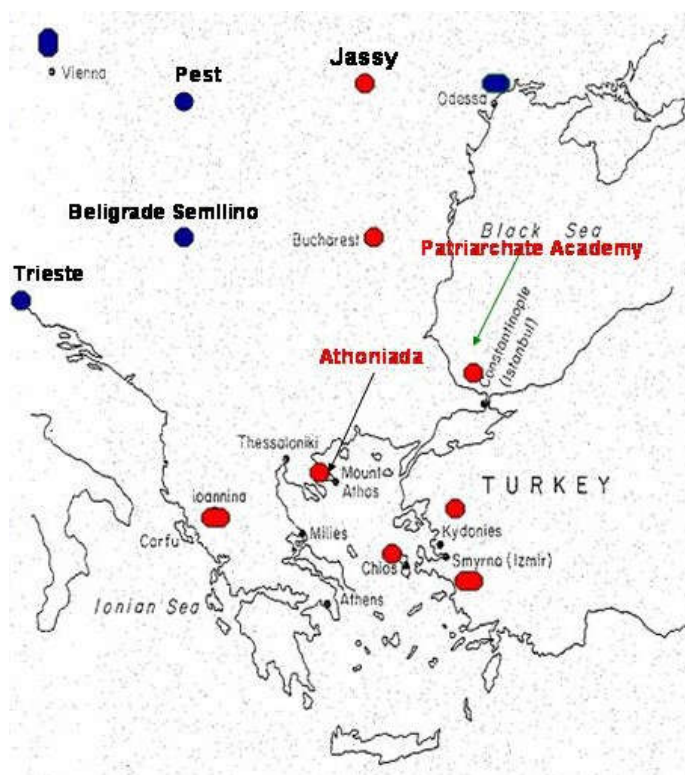 Jassy
Vienna
Pest
Odessa
Beligrade Semllino
Bucharest
Black Sea
Patriarchate Academy
Trieste
Constantinople
(Istanbul)
Athoniada
Thessaloniki
Mount
Athos
TURKEY
ioannina
Corfu
Milies
Kydonies
Chios
Smyrna (Izmir)
Ionian Sea
Athens